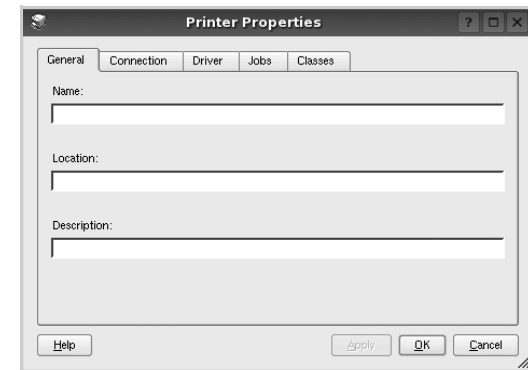 Printer Properties ?
General Connection Driver Jobs Classes
Name:
Location:
Description:
Help Apply OK Cancel